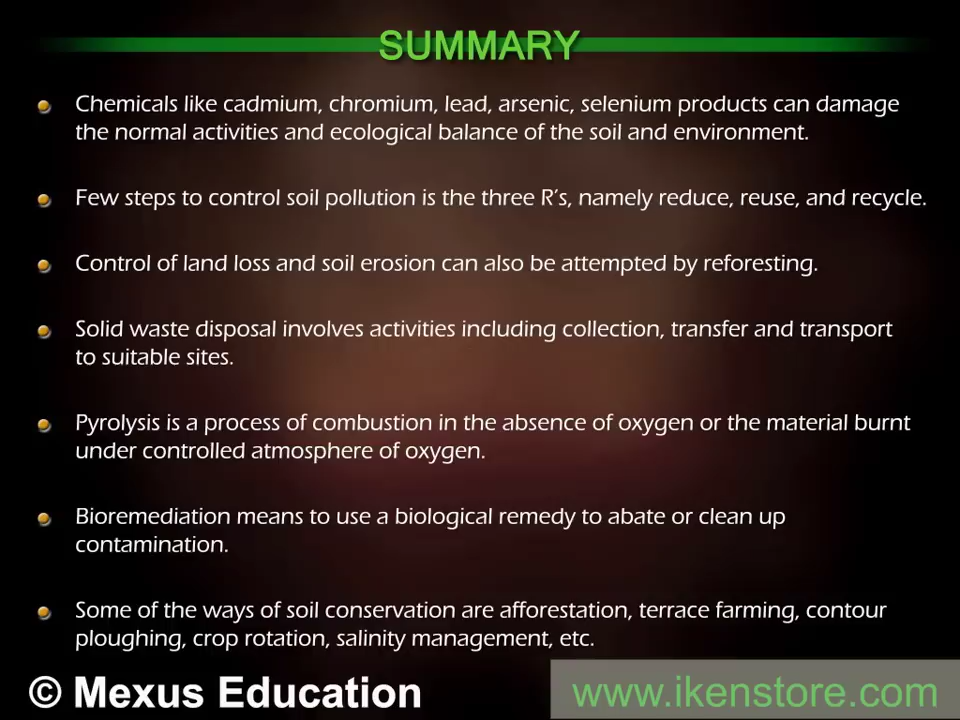 SUMMARY
Chemicals like cadmium, chromium, lead, arsenic, selenium products can damage
the normal activities and ecological balance of the soil and environment.
Few steps to control soil pollution is the three R's, namely reduce, reuse, and recycle.
Control of land loss and soil erosion can also be attempted by reforesting.
Solid waste disposal involves activities including collection, transfer and transport
to suitable sites.
Pyrolysis is a process of combustion in the absence of oxygen or the material burnt
under controlled atmosphere of oxygen.
Bioremediation means to use a biological remedy to abate or clean up
contamination.
Some of the ways of soil conservation are afforestation, terrace farming, contour
ploughing, crop rotation, salinity management, etc.
© Mexus Education
www.ikenstore.com